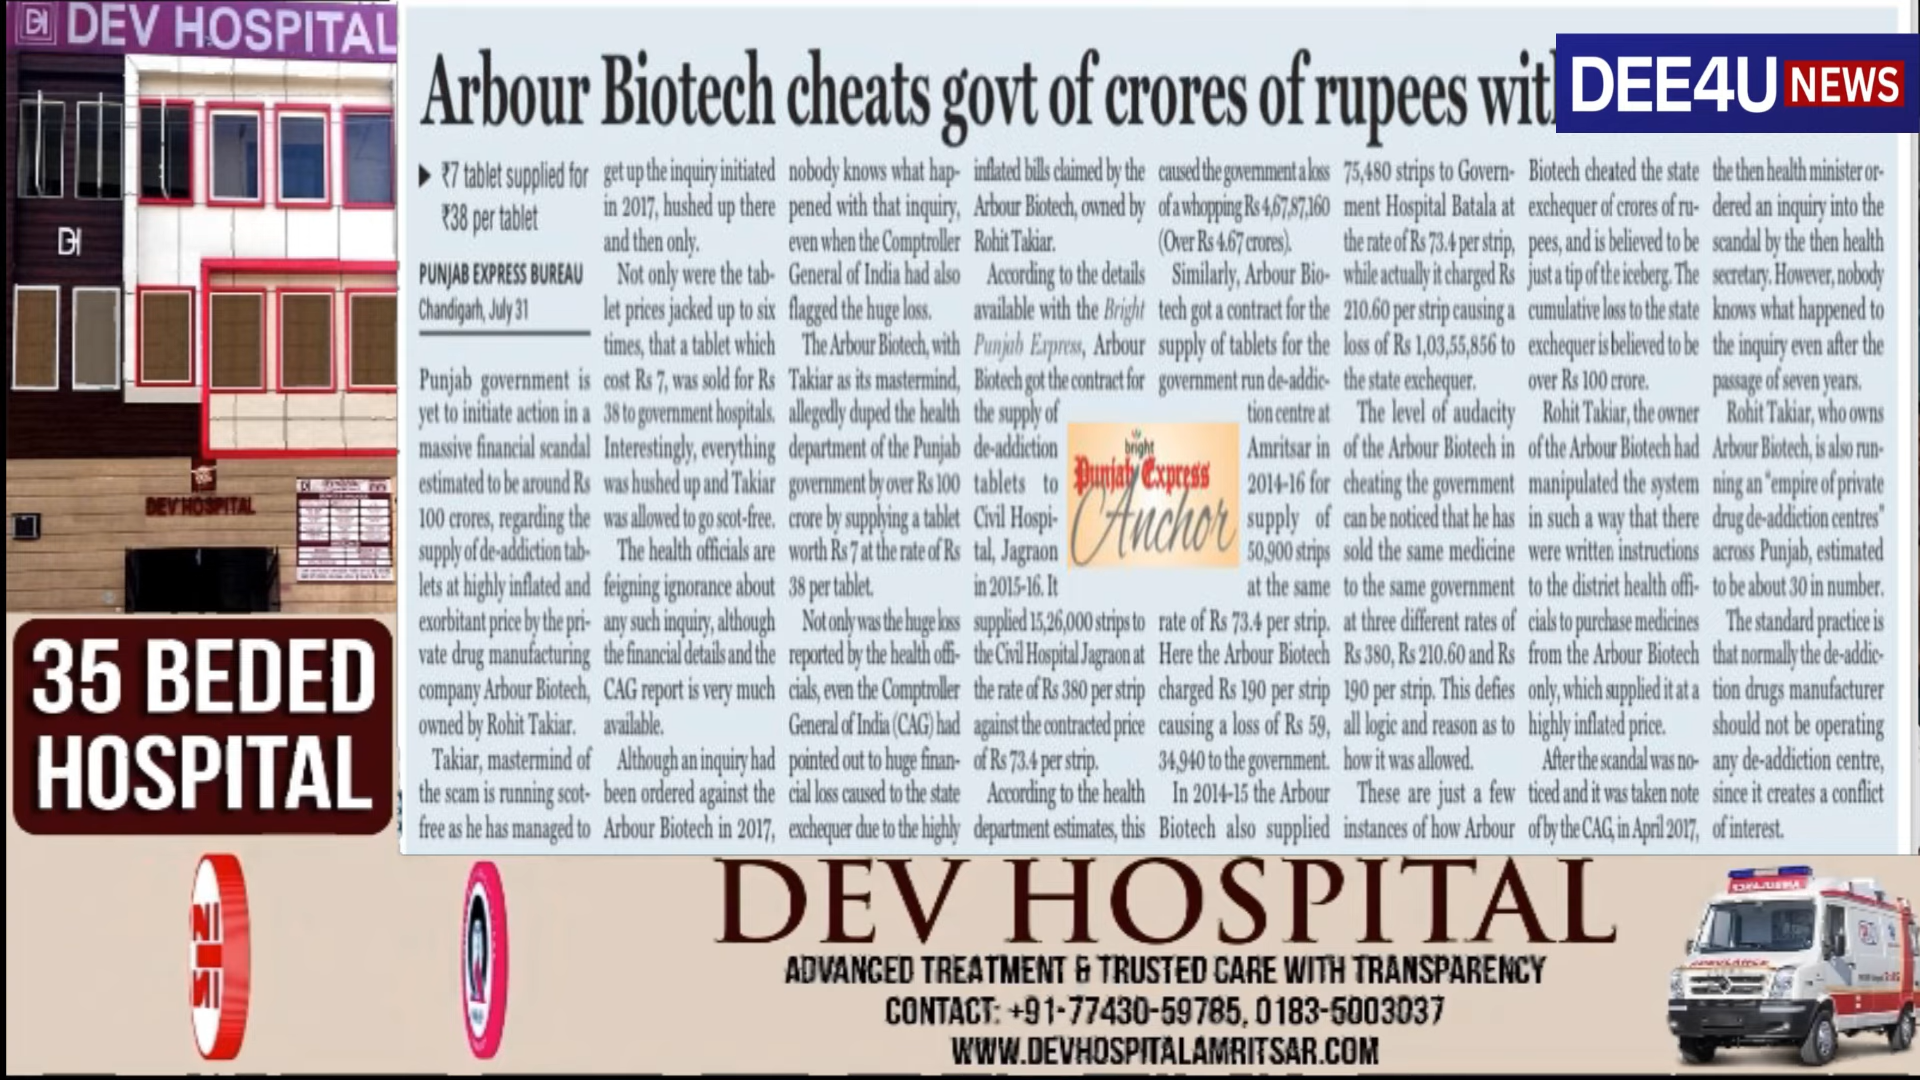 DEV HOSPITAL
DEV HOSPITAL
35 BEDED
HOSPITAL
Arbour Biotech cheats govt of crores of rupees wit
DEE4U NEWS
₹7 tablet supplied for
₹38 per tablet
PUNJAB EXPRESS BUREAU
Chandigarh, July 31
Punjab government is
yet to initiate action in a
massive financial scandal
estimated to be around Rs
100 crores, regarding the
supply of de-addiction tab-
lets at highly inflated and
exorbitant price by the pri-
vate drug manufacturing
company Arbour Biotech,
owned by Rohit Takiar.
Takiar, mastermind of
the scam is running scot-
free as he has managed to
get up the inquiry initiated
in 2017, hushed up there
and then only.
Not only were the tab-
let prices jacked up to six
times, that a tablet which
cost Rs 7, was sold for Rs
38 to government hospitals.
Interestingly, everything
was hushed up and Takiar
was allowed to go scot-free.
The health officials are
feigning ignorance about
any such inquiry, although
the financial details and the
CAG report is very much
available.
Although an inquiry had
been ordered against the
Arbour Biotech in 2017,
nobody knows what hap-
pened with that inquiry,
even when the Comptroller
General of India had also
flagged the huge loss.
The Arbour Biotech, with
Takiar as its mastermind,
allegedly duped the health
department of the Punjab
government by over Rs 100
crore by supplying a tablet
worth Rs 7 at the rate of Rs
38 per tablet.
Not only was the huge loss
reported by the health offi-
cials, even the Comptroller
General of India (CAG) had
pointed out to huge finan-
cial loss caused to the state
exchequer due to the highly
inflated bills claimed by the
Arbour Biotech, owned by
Rohit Takiar.
According to the details
available with the Bright
Punjab Express, Arbour
Biotech got the contract for
the supply of
de-addiction
tablets to
Civil Hospi-
tal, Jagraon
in 2015-16. It
supplied 15,26,000 strips to
the Civil Hospital Jagraon at
the rate of Rs 380 per strip
against the contracted price
of Rs 73.4 per strip.
According to the health
department estimates, this
bright
Punjab Express
Anchor
caused the government a loss
of a whopping Rs 4,67,87,160
(Over Rs 4.67 crores).
Similarly, Arbour Bio-
tech got a contract for the
supply of tablets for the
government run de-addic-
tion centre at
Amritsar in
2014-16 for
supply of
50,900 strips
at the same
rate of Rs 73.4 per strip.
Here the Arbour Biotech
charged Rs 190 per strip
causing a loss of Rs 59,
34,940 to the government.
In 2014-15 the Arbour
Biotech also supplied
75,480 strips to Govern-
ment Hospital Batala at
the rate of Rs 73.4 per strip,
while actually it charged Rs
210.60 per strip causing a
loss of Rs 1,03,55,856 to
the state exchequer.
The level of audacity
of the Arbour Biotech in
cheating the government
can be noticed that he has
sold the same medicine
to the same government
at three different rates of
Rs 380, Rs 210.60 and Rs
190 per strip. This defies
all logic and reason as to
how it was allowed.
These are just a few
instances of how Arbour
Biotech cheated the state
exchequer of crores of ru-
pees, and is believed to be
just a tip of the iceberg. The
cumulative loss to the state
exchequer is believed to be
over Rs 100 crore.
Rohit Takiar, the owner
of the Arbour Biotech had
manipulated the system
in such a way that there
were written instructions
to the district health offi-
cials to purchase medicines
from the Arbour Biotech
only, which supplied it at a
highly inflated price.
After the scandal was no-
ticed and it was taken note
of by the CAG, in April 2017,
the then health minister or-
dered an inquiry into the
scandal by the then health
secretary. However, nobody
knows what happened to
the inquiry even after the
passage of seven years.
Rohit Takiar, who owns
Arbour Biotech, is also run-
ning an "empire of private
drug de-addiction centres"
across Punjab, estimated
to be about 30 in number.
The standard practice is
that normally the de-addic-
tion drugs manufacturer
should not be operating
any de-addiction centre,
since it creates a conflict
of interest.
DEV HOSPITAL
ADVANCED TREATMENT & TRUSTED CARE WITH TRANSPARENCY
CONTACT: +91-77430-59785, 0183-5003037
WWW.DEVHOSPITALAMRITSAR.COM
AMBULANCE